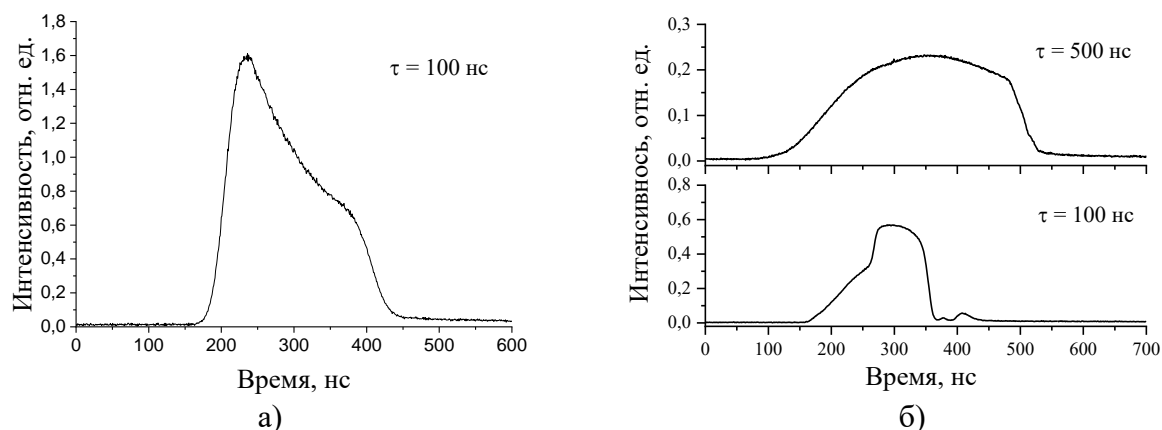 1,8
1,6
1,4
1,2
1,0
0,8
0,6
0,4
0,2
0,0
Интенсивность, отн. ед.
τ = 100 нс
0 100 200 300 400 500 600
Время, нс
а)
0,3
0,2
0,1
0,0
τ = 500 нс
Интенсивнось, отн. ед.
0,8
0,6
0,4
0,2
0,0
τ = 100 нс
0 100 200 300 400 500 600 700
Время, нс
б)